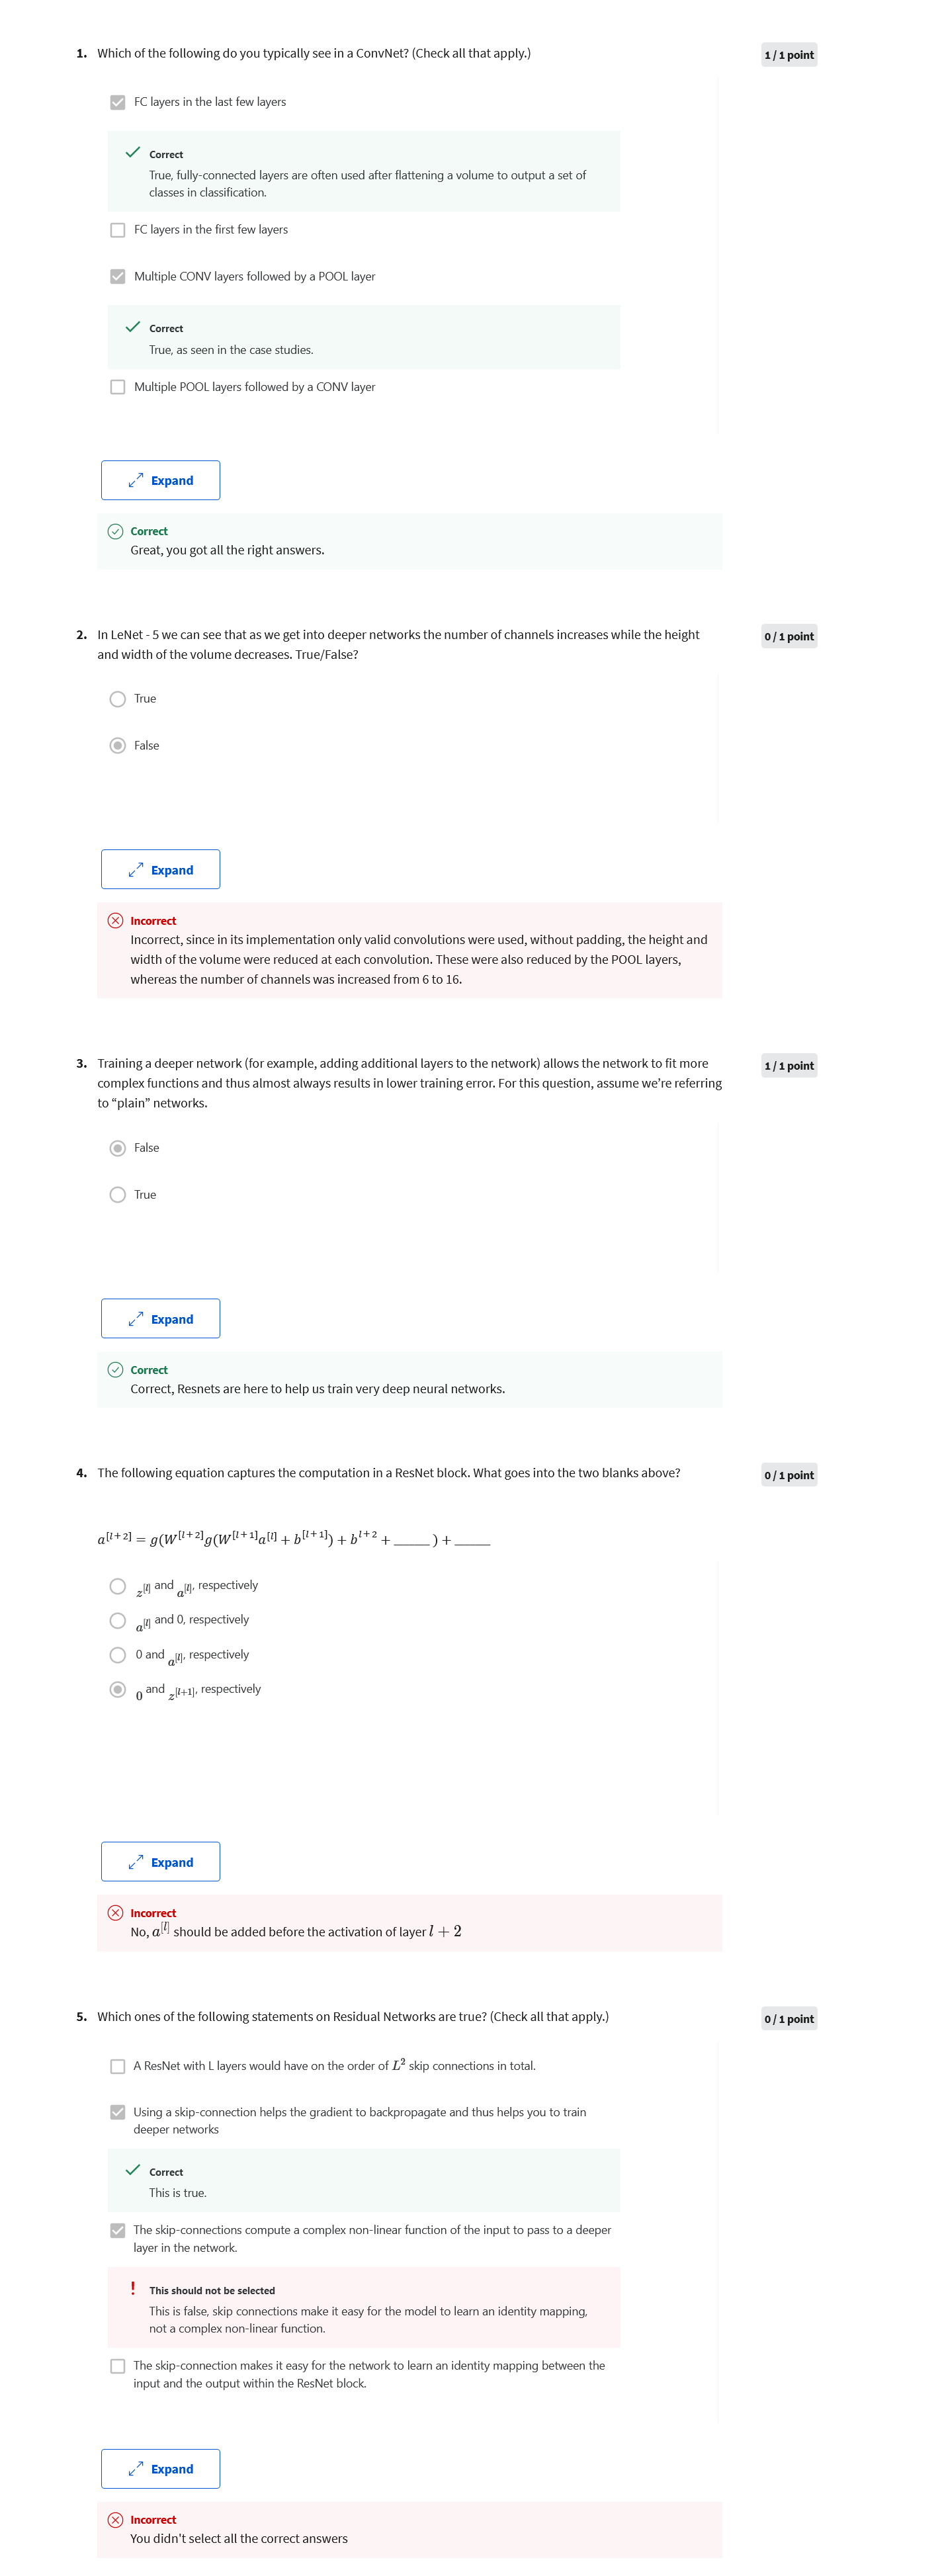 1. Which of the following do you typically see in a ConvNet? (Check all that apply.)
1 / 1 point
FC layers in the last few layers
Correct
True, fully-connected layers are often used after flattening a volume to output a set of
classes in classification.
FC layers in the first few layers
Multiple CONV layers followed by a POOL layer
Correct
True, as seen in the case studies.
Multiple POOL layers followed by a CONV layer
Expand
Correct
Great, you got all the right answers.
2. In LeNet - 5 we can see that as we get into deeper networks the number of channels increases while the height
and width of the volume decreases. True/False?
0 / 1 point
True
False
Expand
Incorrect
Incorrect, since in its implementation only valid convolutions were used, without padding, the height and
width of the volume were reduced at each convolution. These were also reduced by the POOL layers,
whereas the number of channels was increased from 6 to 16.
3. Training a deeper network (for example, adding additional layers to the network) allows the network to fit more
complex functions and thus almost always results in lower training error. For this question, assume we're referring
to “plain” networks.
1 / 1 point
False
True
Expand
Correct
Correct, Resnets are here to help us train very deep neural networks.
4. The following equation captures the computation in a ResNet block. What goes into the two blanks above?
0 / 1 point
a^[l+2] = g(W^[l+2]g(W^[l+1]a^[l] + b^[l+1]) + b^l+2 + _____ ) + _____
z^[l] and a^[l], respectively
a^[l] and 0, respectively
0 and a^[l], respectively
0 and z^[l+1], respectively
Expand
Incorrect
No, a^[l] should be added before the activation of layer l + 2
5. Which ones of the following statements on Residual Networks are true? (Check all that apply.)
0 / 1 point
A ResNet with L layers would have on the order of L² skip connections in total.
Using a skip-connection helps the gradient to backpropagate and thus helps you to train
deeper networks
Correct
This is true.
The skip-connections compute a complex non-linear function of the input to pass to a deeper
layer in the network.
! This should not be selected
This is false, skip connections make it easy for the model to learn an identity mapping,
not a complex non-linear function.
The skip-connection makes it easy for the network to learn an identity mapping between the
input and the output within the ResNet block.
Expand
Incorrect
You didn't select all the correct answers